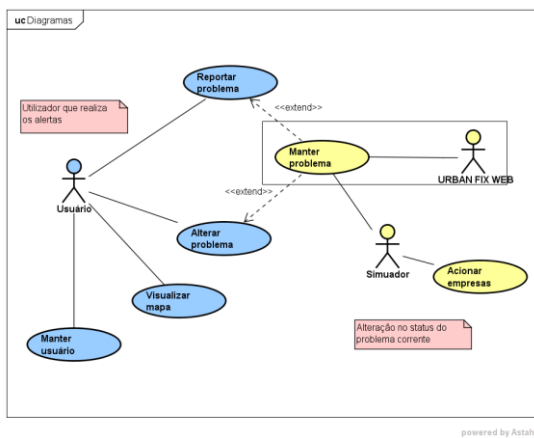 uc Diagramas
Reportar
problema
<<extend>>
Utilizador que realiza
os alertas
Manter
problema
URBAN FIX WEB
Usuário
<<extend>>
Alterar
problema
Simuador
Acionar
empresas
Visualizar
mapa
Alteração no status do
problema corrente
Manter
usuário
powered by Astah